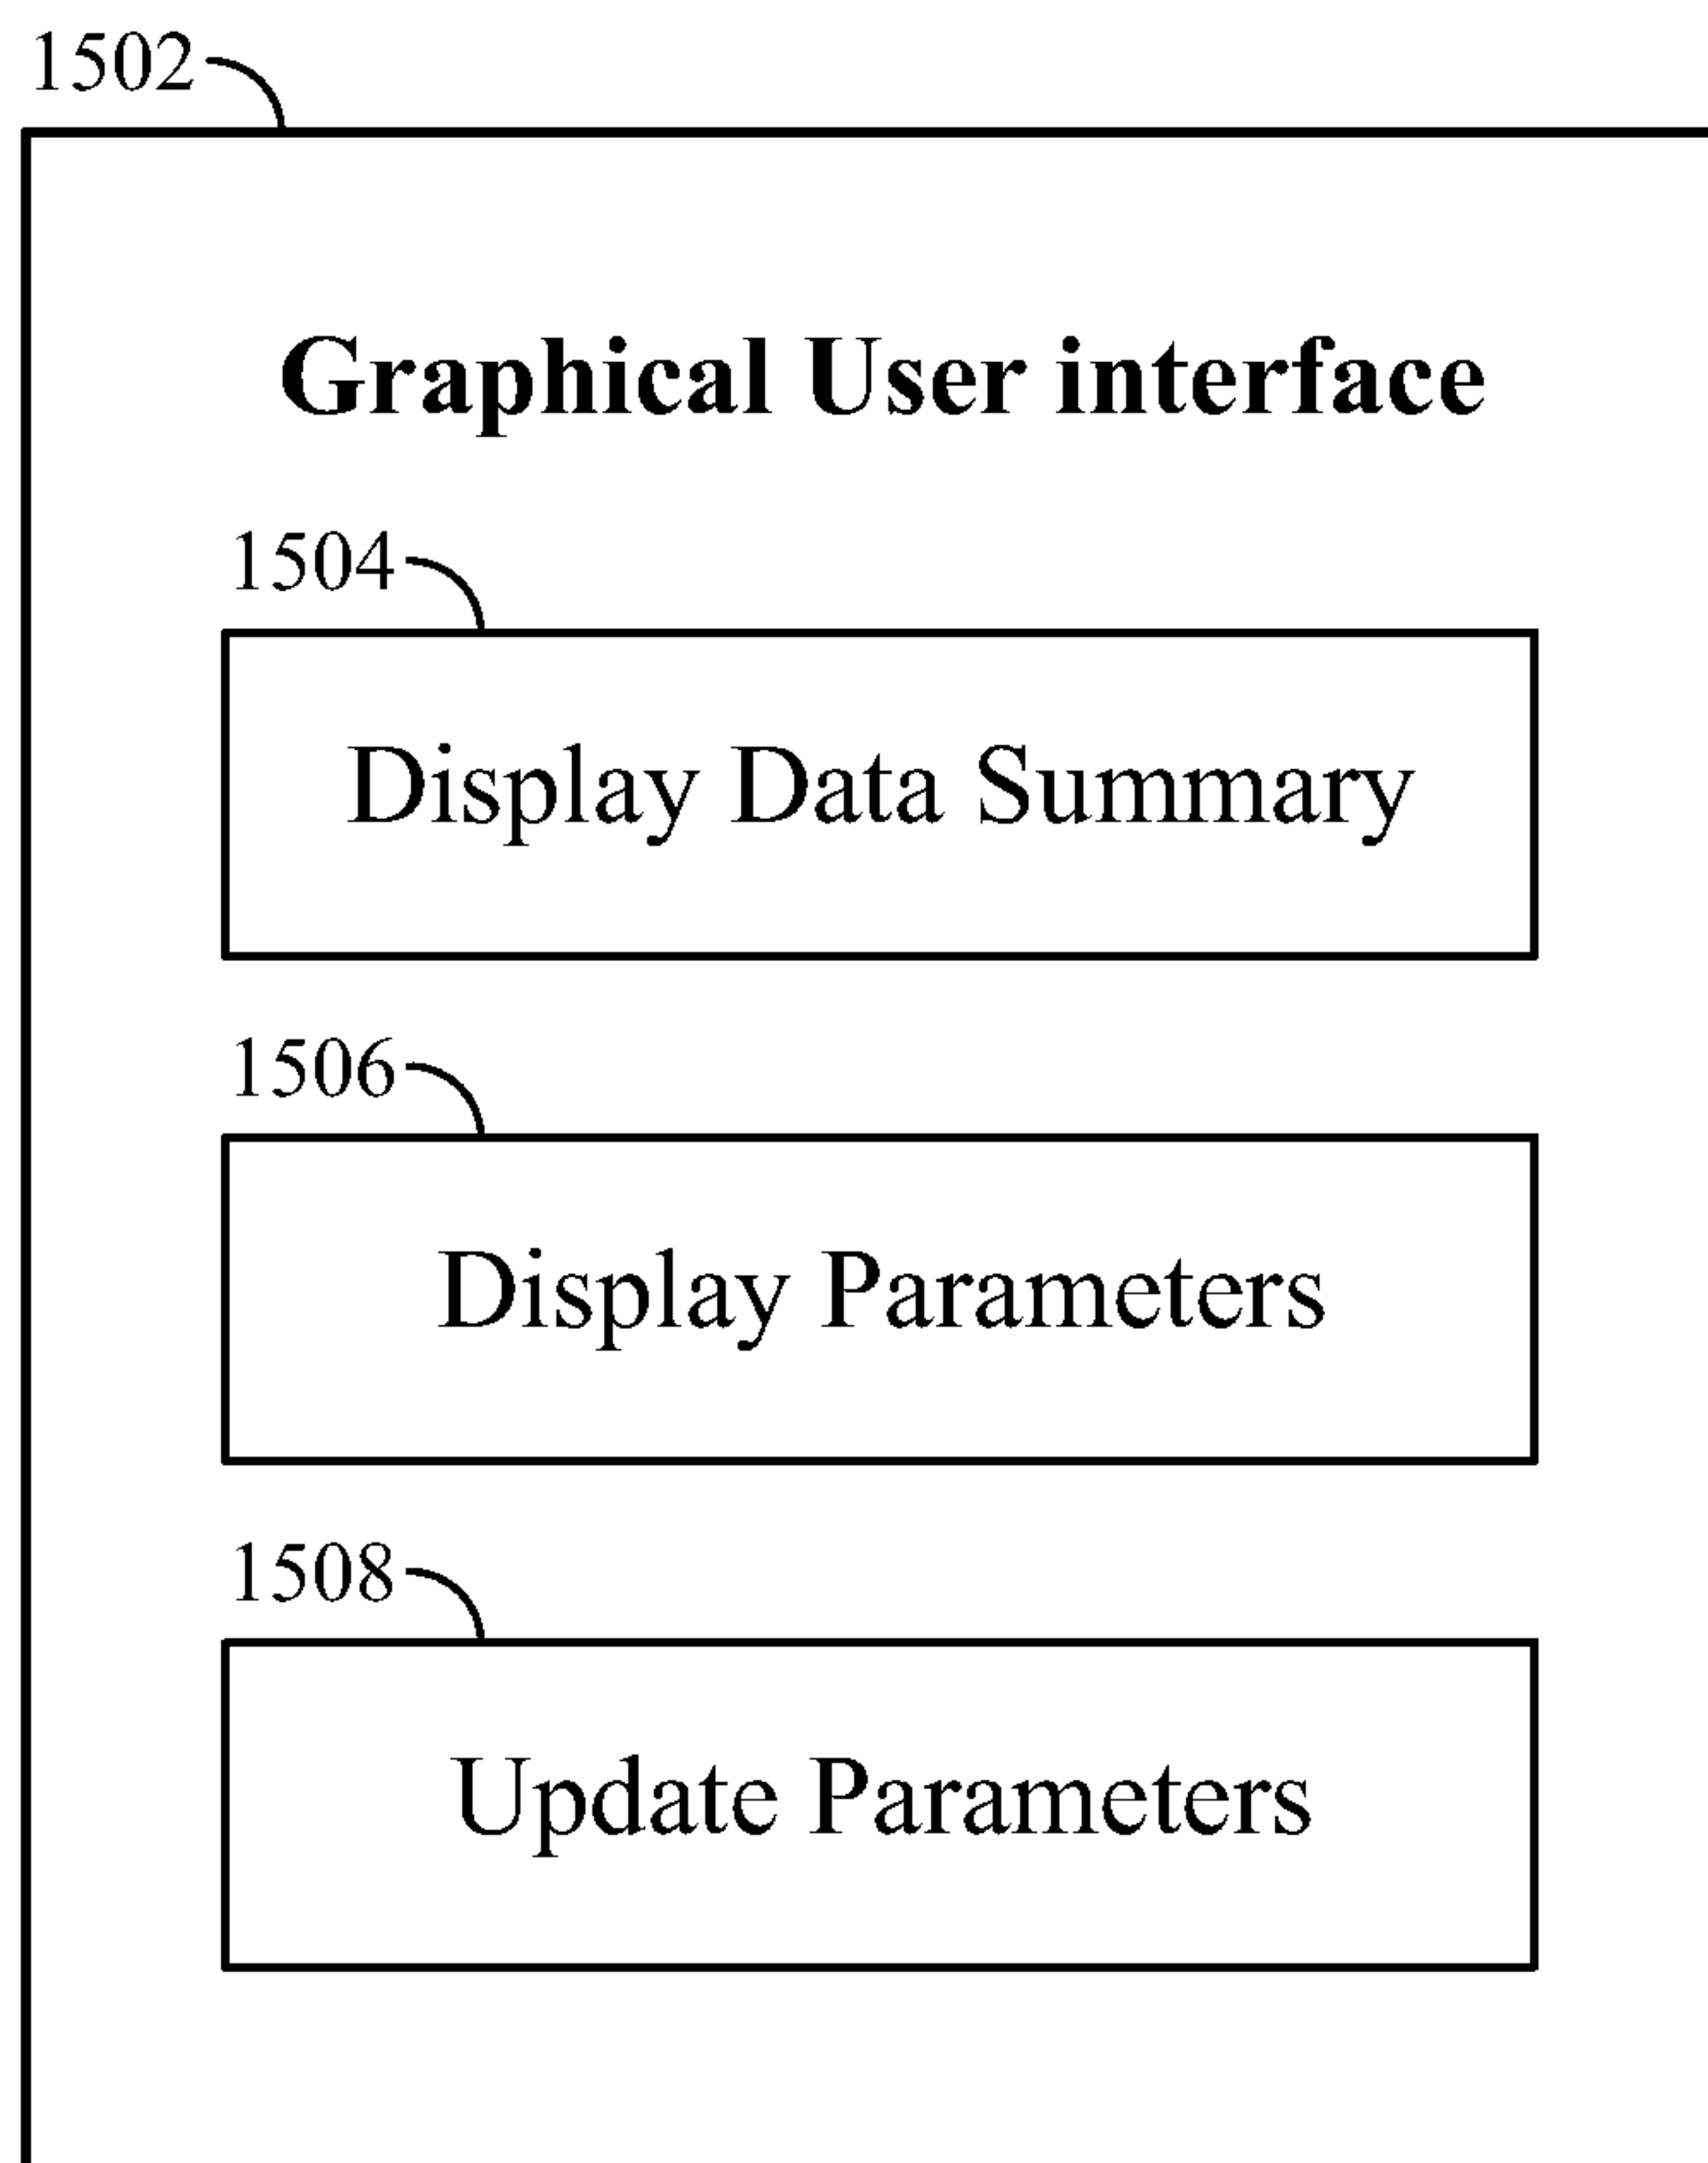 1502
Graphical User interface
1504
Display Data Summary
1506
Display Parameters
1508
Update Parameters